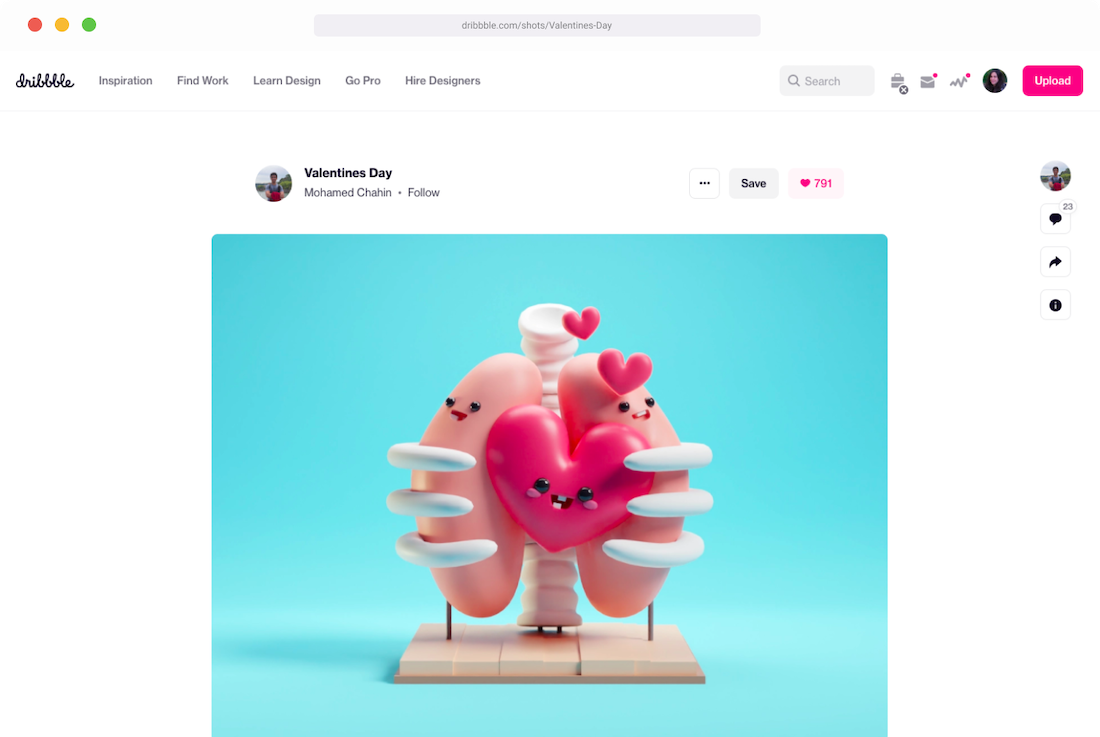 dribbble.com/shots/Valentines-Day
dribbble Inspiration Find Work Learn Design Go Pro Hire Designers Search Upload
Valentines Day
Mohamed Chahin • Follow
... Save 791
23